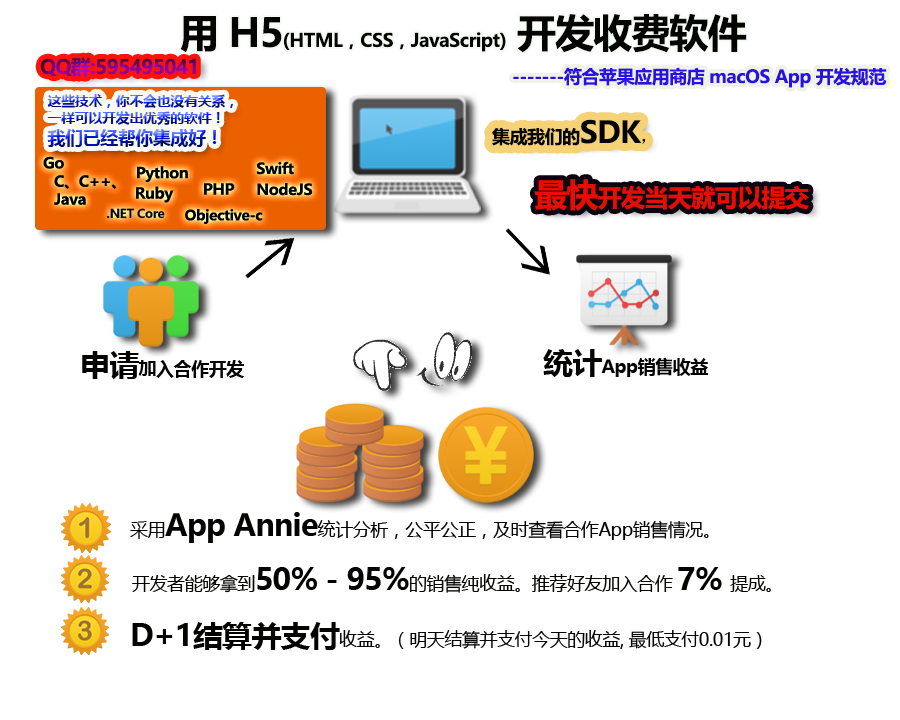 用 H5(HTML，CSS，JavaScript) 开发收费软件
QQ群:595495041
-------符合苹果应用商店 macOS App 开发规范
这些技术，你不会也没有关系，
一样可以开发出优秀的软件！
我们已经帮你集成好！
Go
C、C++、
Java
Python
Ruby
PHP
Swift
NodeJS
.NET Core
Objective-c
集成我们的SDK,
最快开发当天就可以提交
申请加入合作开发
统计App销售收益
¥
1
采用App Annie统计分析，公平公正，及时查看合作App销售情况。
2
开发者能够拿到50% - 95%的销售纯收益。推荐好友加入合作 7% 提成。
3
D+1结算并支付收益。（明天结算并支付今天的收益, 最低支付0.01元）